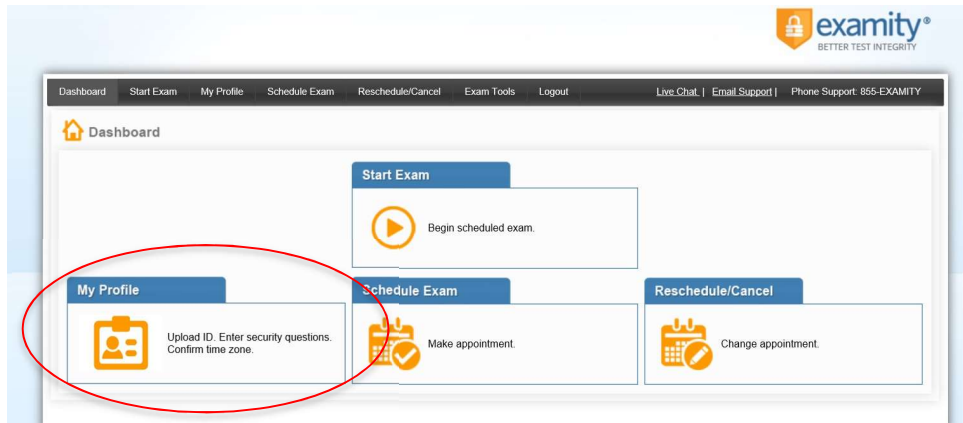 examity®
BETTER TEST INTEGRITY
Dashboard Start Exam My Profile Schedule Exam Reschedule/Cancel Exam Tools Logout Live Chat | Email Support | Phone Support: 855-EXAMITY
Dashboard
Start Exam
Begin scheduled exam.
My Profile
Upload ID. Enter security questions.
Confirm time zone.
Schedule Exam
Make appointment.
Reschedule/Cancel
Change appointment.